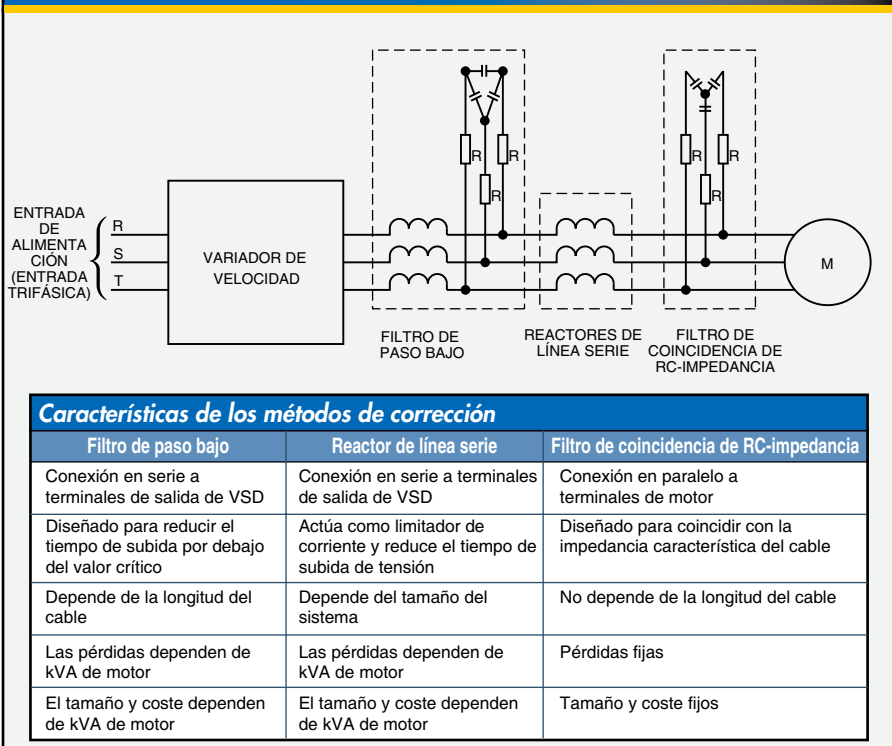 R
R
R
R
R
R
ENTRADA
DE
ALIMENTA
CIÓN
(ENTRADA
TRIFÁSICA)
R
S
T
VARIADOR DE
VELOCIDAD
M
FILTRO DE
PASO BAJO
REACTORES DE
LÍNEA SERIE
FILTRO DE
COINCIDENCIA DE
RC-IMPEDANCIA
Características de los métodos de corrección
Filtro de paso bajo
Reactor de línea serie
Filtro de coincidencia de RC-impedancia
Conexión en serie a
terminales de salida de VSD
Conexión en serie a terminales
de salida de VSD
Conexión en paralelo a
terminales de motor
Diseñado para reducir el
tiempo de subida por debajo
del valor crítico
Actúa como limitador de
corriente y reduce el tiempo de
subida de tensión
Diseñado para coincidir con la
impedancia característica del cable
Depende de la longitud del
cable
Depende del tamaño del
sistema
No depende de la longitud del cable
Las pérdidas dependen de
kVA de motor
Las pérdidas dependen de
kVA de motor
Pérdidas fijas
El tamaño y coste dependen
de kVA de motor
El tamaño y coste dependen
de kVA de motor
Tamaño y coste fijos